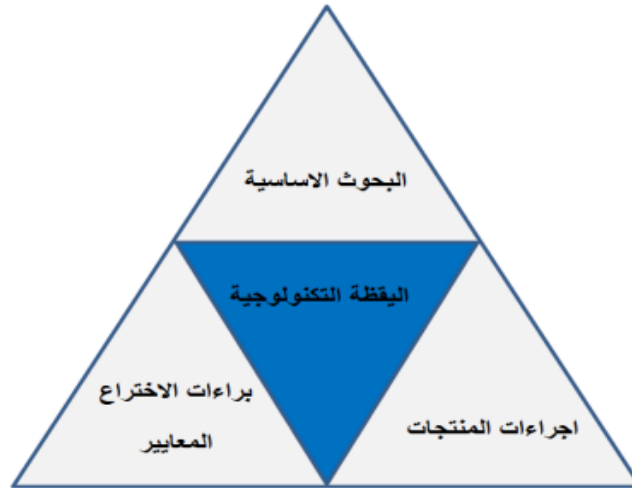 البحوث الاساسية
اليقظة التكنولوجية
اجراءات المنتجات
براءات الاختراع
المعايير